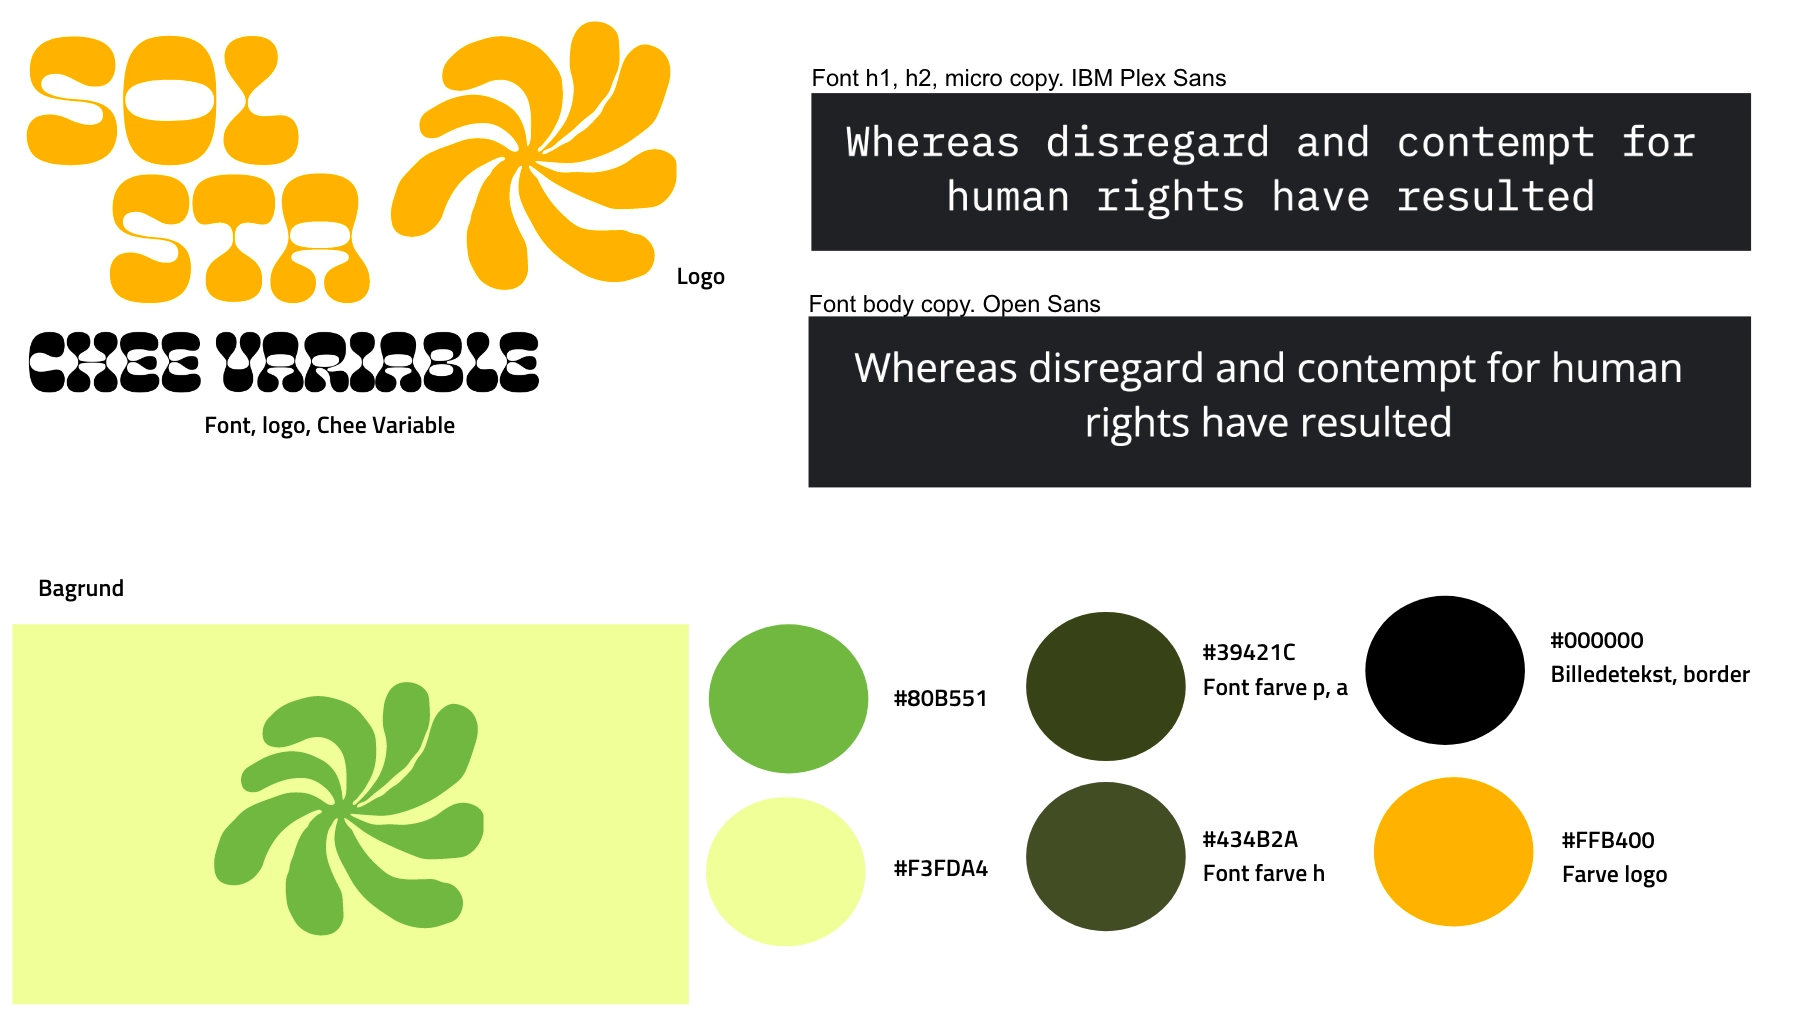 SOL
STA
Logo
CHEE VARIABLE
Font, logo, Chee Variable
Font h1, h2, micro copy. IBM Plex Sans
Whereas disregard and contempt for
human rights have resulted
Font body copy. Open Sans
Whereas disregard and contempt for human
rights have resulted
Bagrund
#80B551
#F3FDA4
#39421C
Font farve p, a
#434B2A
Font farve h
#000000
Billedetekst, border
#FFB400
Farve logo